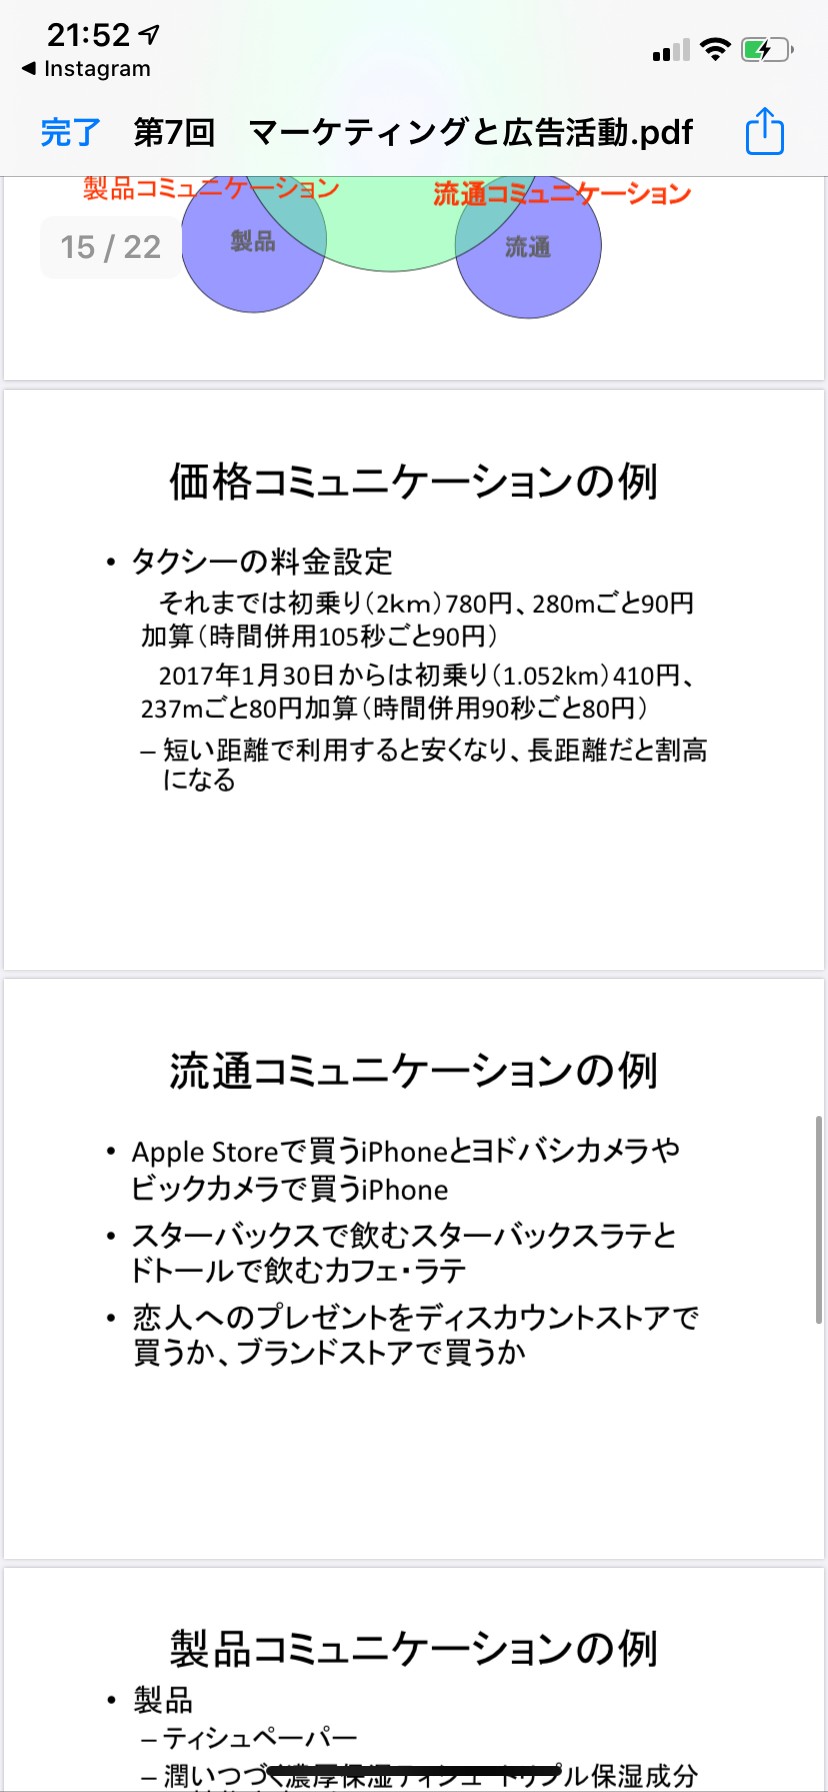 21:52
Instagram
完了 第7回 マーケティングと広告活動.pdf
製品コミュニケーション 流通コミュニケーション
15 / 22
製品 流通
価格コミュニケーションの例
• タクシーの料金設定
それまでは初乗り(2km)780円、280mごと90円
加算(時間併用105秒ごと90円)
2017年1月30日からは初乗り(1.052km)410円、
237mごと80円加算(時間併用90秒ごと80円)
– 短い距離で利用すると安くなり、長距離だと割高
になる
流通コミュニケーションの例
• Apple Storeで買うiPhoneとヨドバシカメラや
ビックカメラで買うiPhone
• スターバックスで飲むスターバックスラテと
ドトールで飲むカフェ・ラテ
• 恋人へのプレゼントをディスカウントストアで
買うか、ブランドストアで買うか
製品コミュニケーションの例
• 製品
– ティシュペーパー
– 潤いつづく濃厚保湿ティシュートリプル保湿成分